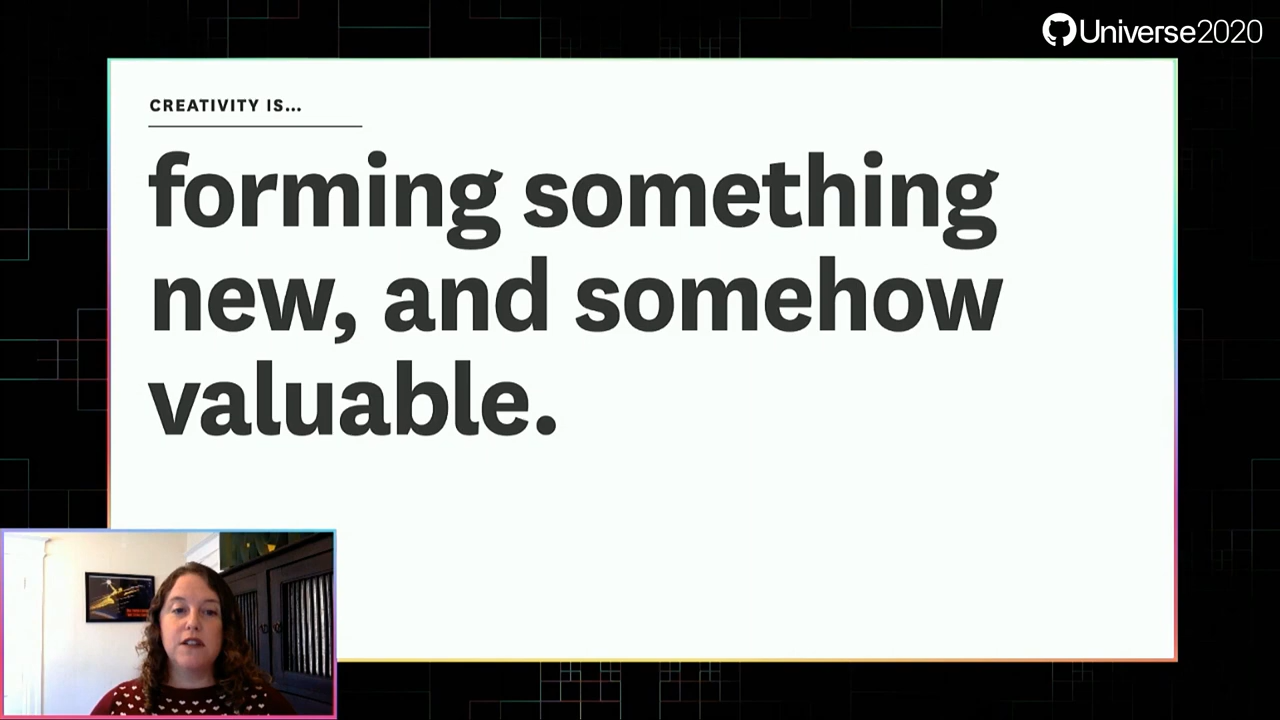 Universe2020
CREATIVITY IS...
forming something
new, and somehow
valuable.